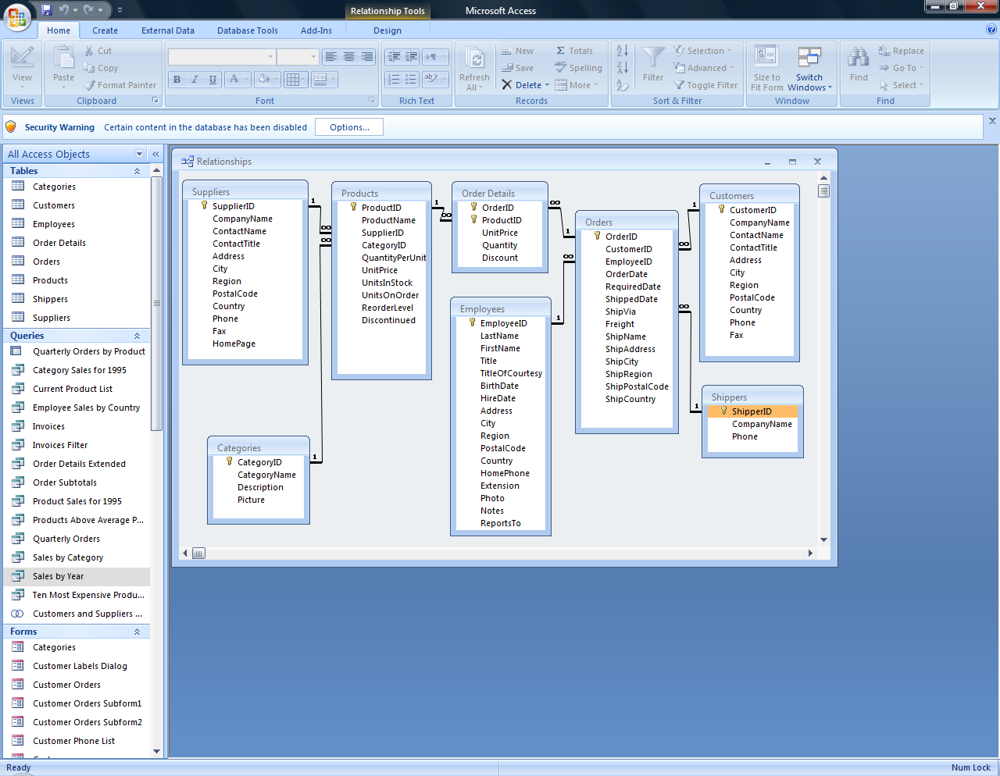 Relationship Tools
Microsoft Access
Home Create External Data Database Tools Add-Ins Design
View
Views
Paste
Cut
Copy
Format Painter
Clipboard
B I U A
Font
Rich Text
Refresh All
New
Save
Delete
Σ Totals
Spelling
More
Records
Filter
Selection
Advanced
Toggle Filter
Sort & Filter
Size to Fit Form
Switch Windows
Window
Find
Replace
Go To
Select
Find
Security Warning Certain content in the database has been disabled Options...
All Access Objects
Tables
Categories
Customers
Employees
Order Details
Orders
Products
Shippers
Suppliers
Queries
Quarterly Orders by Product
Category Sales for 1995
Current Product List
Employee Sales by Country
Invoices
Invoices Filter
Order Details Extended
Order Subtotals
Product Sales for 1995
Products Above Average P...
Quarterly Orders
Sales by Category
Sales by Year
Ten Most Expensive Produ...
Customers and Suppliers ...
Forms
Categories
Customer Labels Dialog
Customer Orders
Customer Orders Subform1
Customer Orders Subform2
Customer Phone List
Relationships
Suppliers
SupplierID
CompanyName
ContactName
ContactTitle
Address
City
Region
PostalCode
Country
Phone
Fax
HomePage
1
∞
∞
Categories
CategoryID
CategoryName
Description
Picture
1
Products
ProductID
ProductName
SupplierID
CategoryID
QuantityPerUnit
UnitPrice
UnitsInStock
UnitsOnOrder
ReorderLevel
Discontinued
1
∞
Order Details
OrderID
ProductID
UnitPrice
Quantity
Discount
∞
1
Employees
EmployeeID
LastName
FirstName
Title
TitleOfCourtesy
BirthDate
HireDate
Address
City
Region
PostalCode
Country
HomePhone
Extension
Photo
Notes
ReportsTo
1
∞
Orders
OrderID
CustomerID
EmployeeID
OrderDate
RequiredDate
ShippedDate
ShipVia
Freight
ShipName
ShipAddress
ShipCity
ShipRegion
ShipPostalCode
ShipCountry
∞
∞
Customers
CustomerID
CompanyName
ContactName
ContactTitle
Address
City
Region
PostalCode
Country
Phone
Fax
1
Shippers
ShipperID
CompanyName
Phone
1
Ready
Num Lock